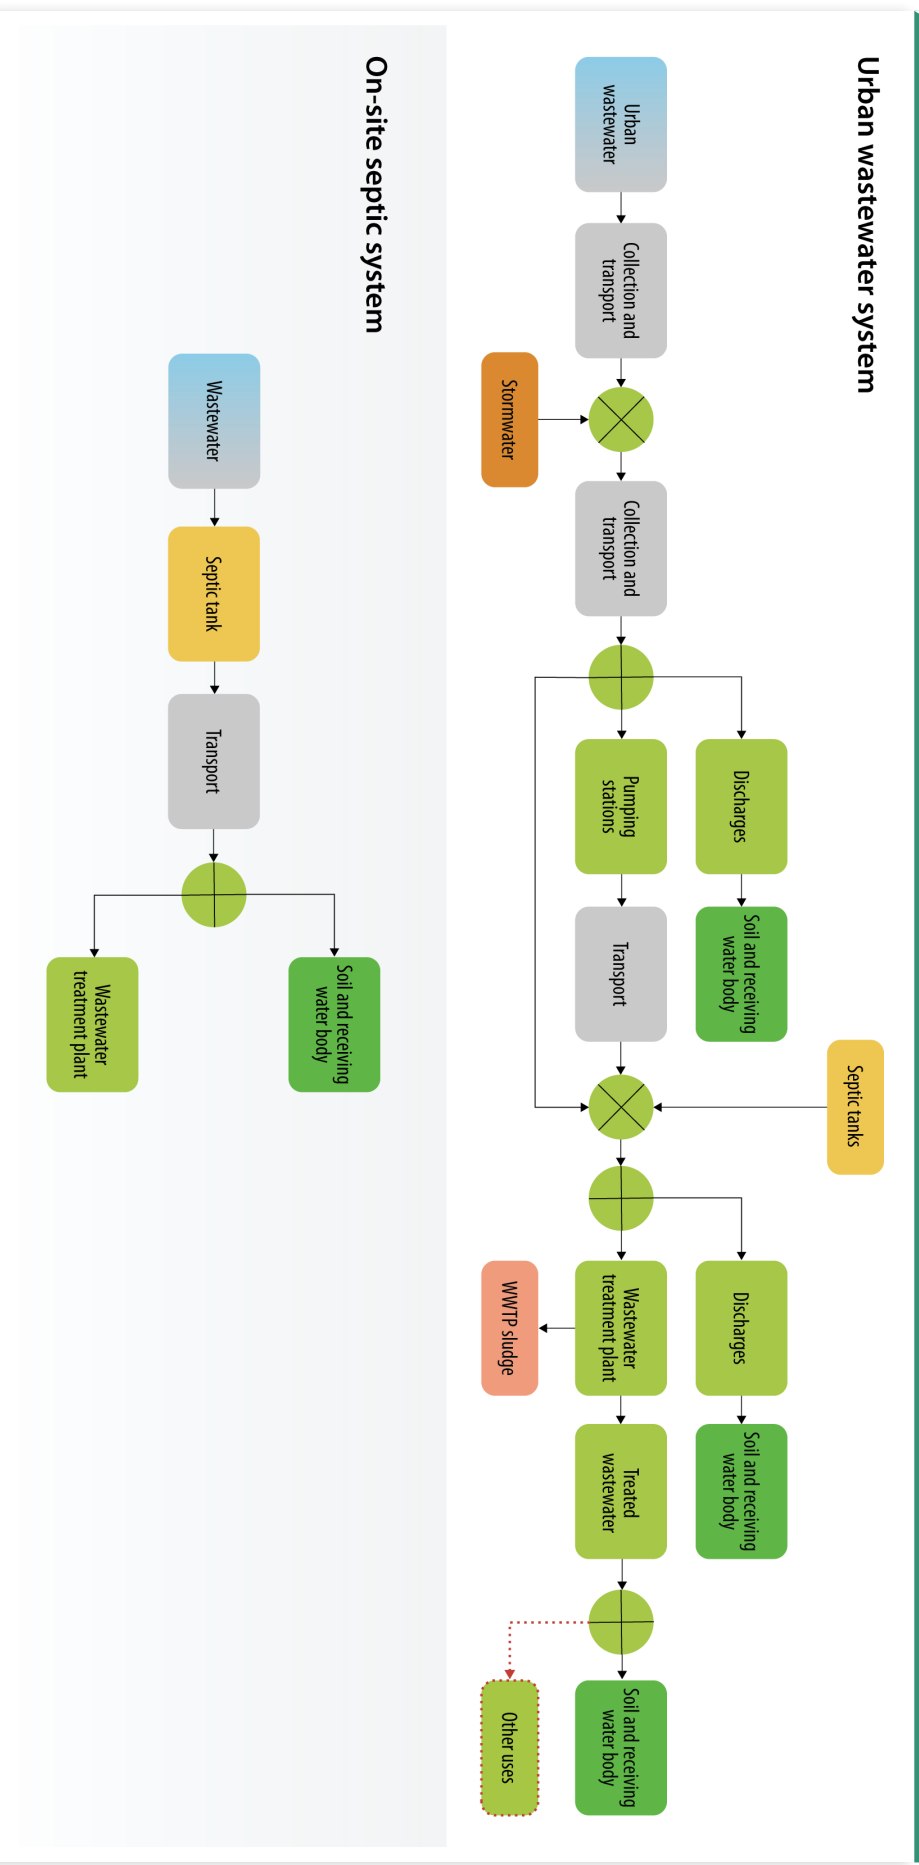 Urban wastewater system
Urban
wastewater
Collection and
transport
Stormwater
Collection and
transport
Discharges
Soil and receiving
water body
Pumping
stations
Transport
Septic tanks
Discharges
Soil and receiving
water body
Wastewater
treatment plant
WWTP sludge
Treated
wastewater
Soil and receiving
water body
Other uses
On-site septic system
Wastewater
Septic tank
Transport
Soil and receiving
water body
Wastewater
treatment plant